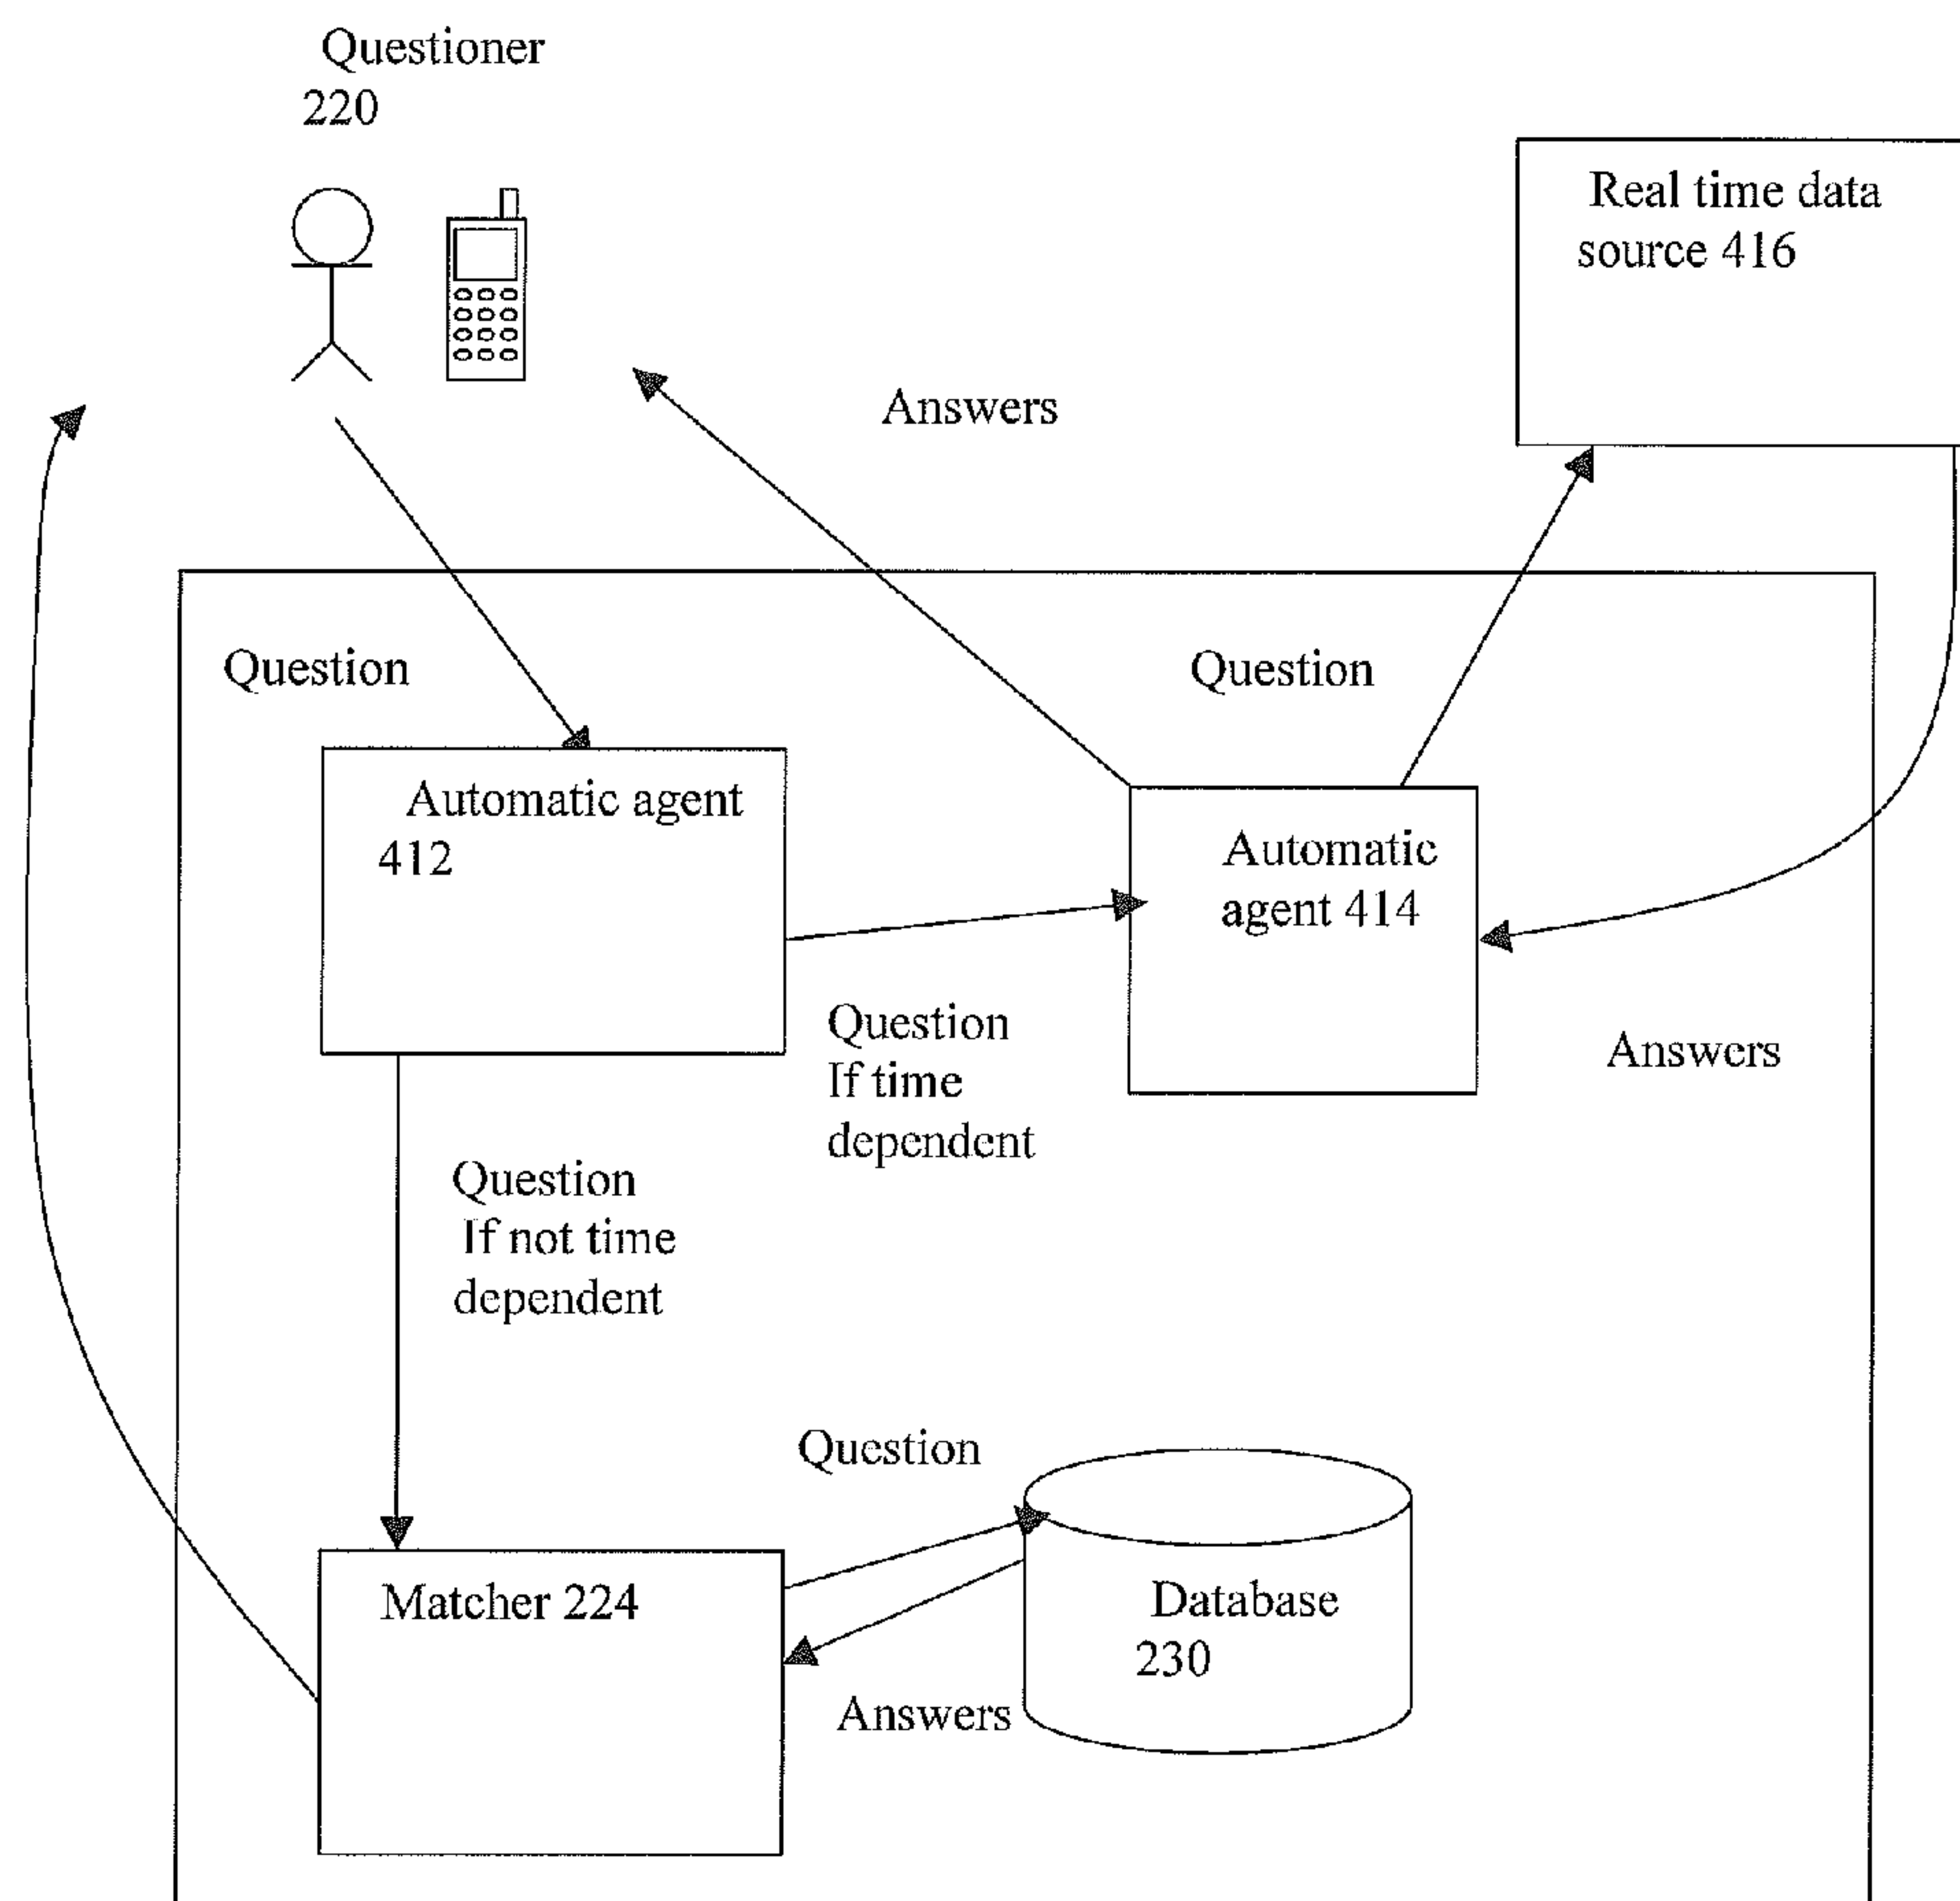 Questioner
220
Real time data
source 416
Answers
Question
Question
Automatic agent
412
Automatic
agent 414
Question
If time
dependent
Answers
Question
If not time
dependent
Question
Matcher 224
Database
230
Answers